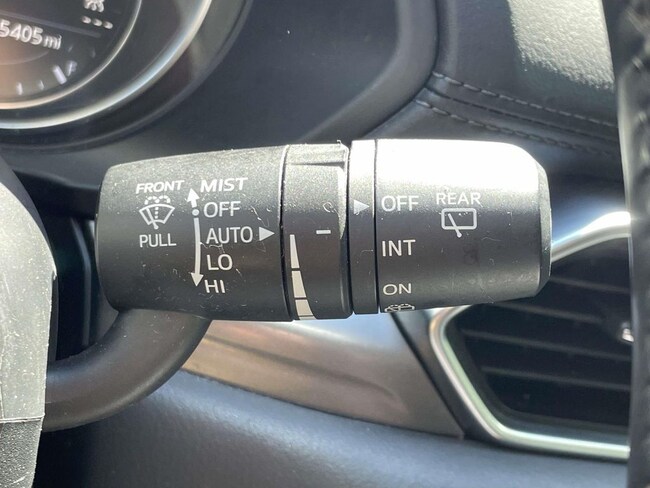 5405mi
FRONT MIST
OFF
PULL AUTO
LO
HI
OFF REAR
INT
ON